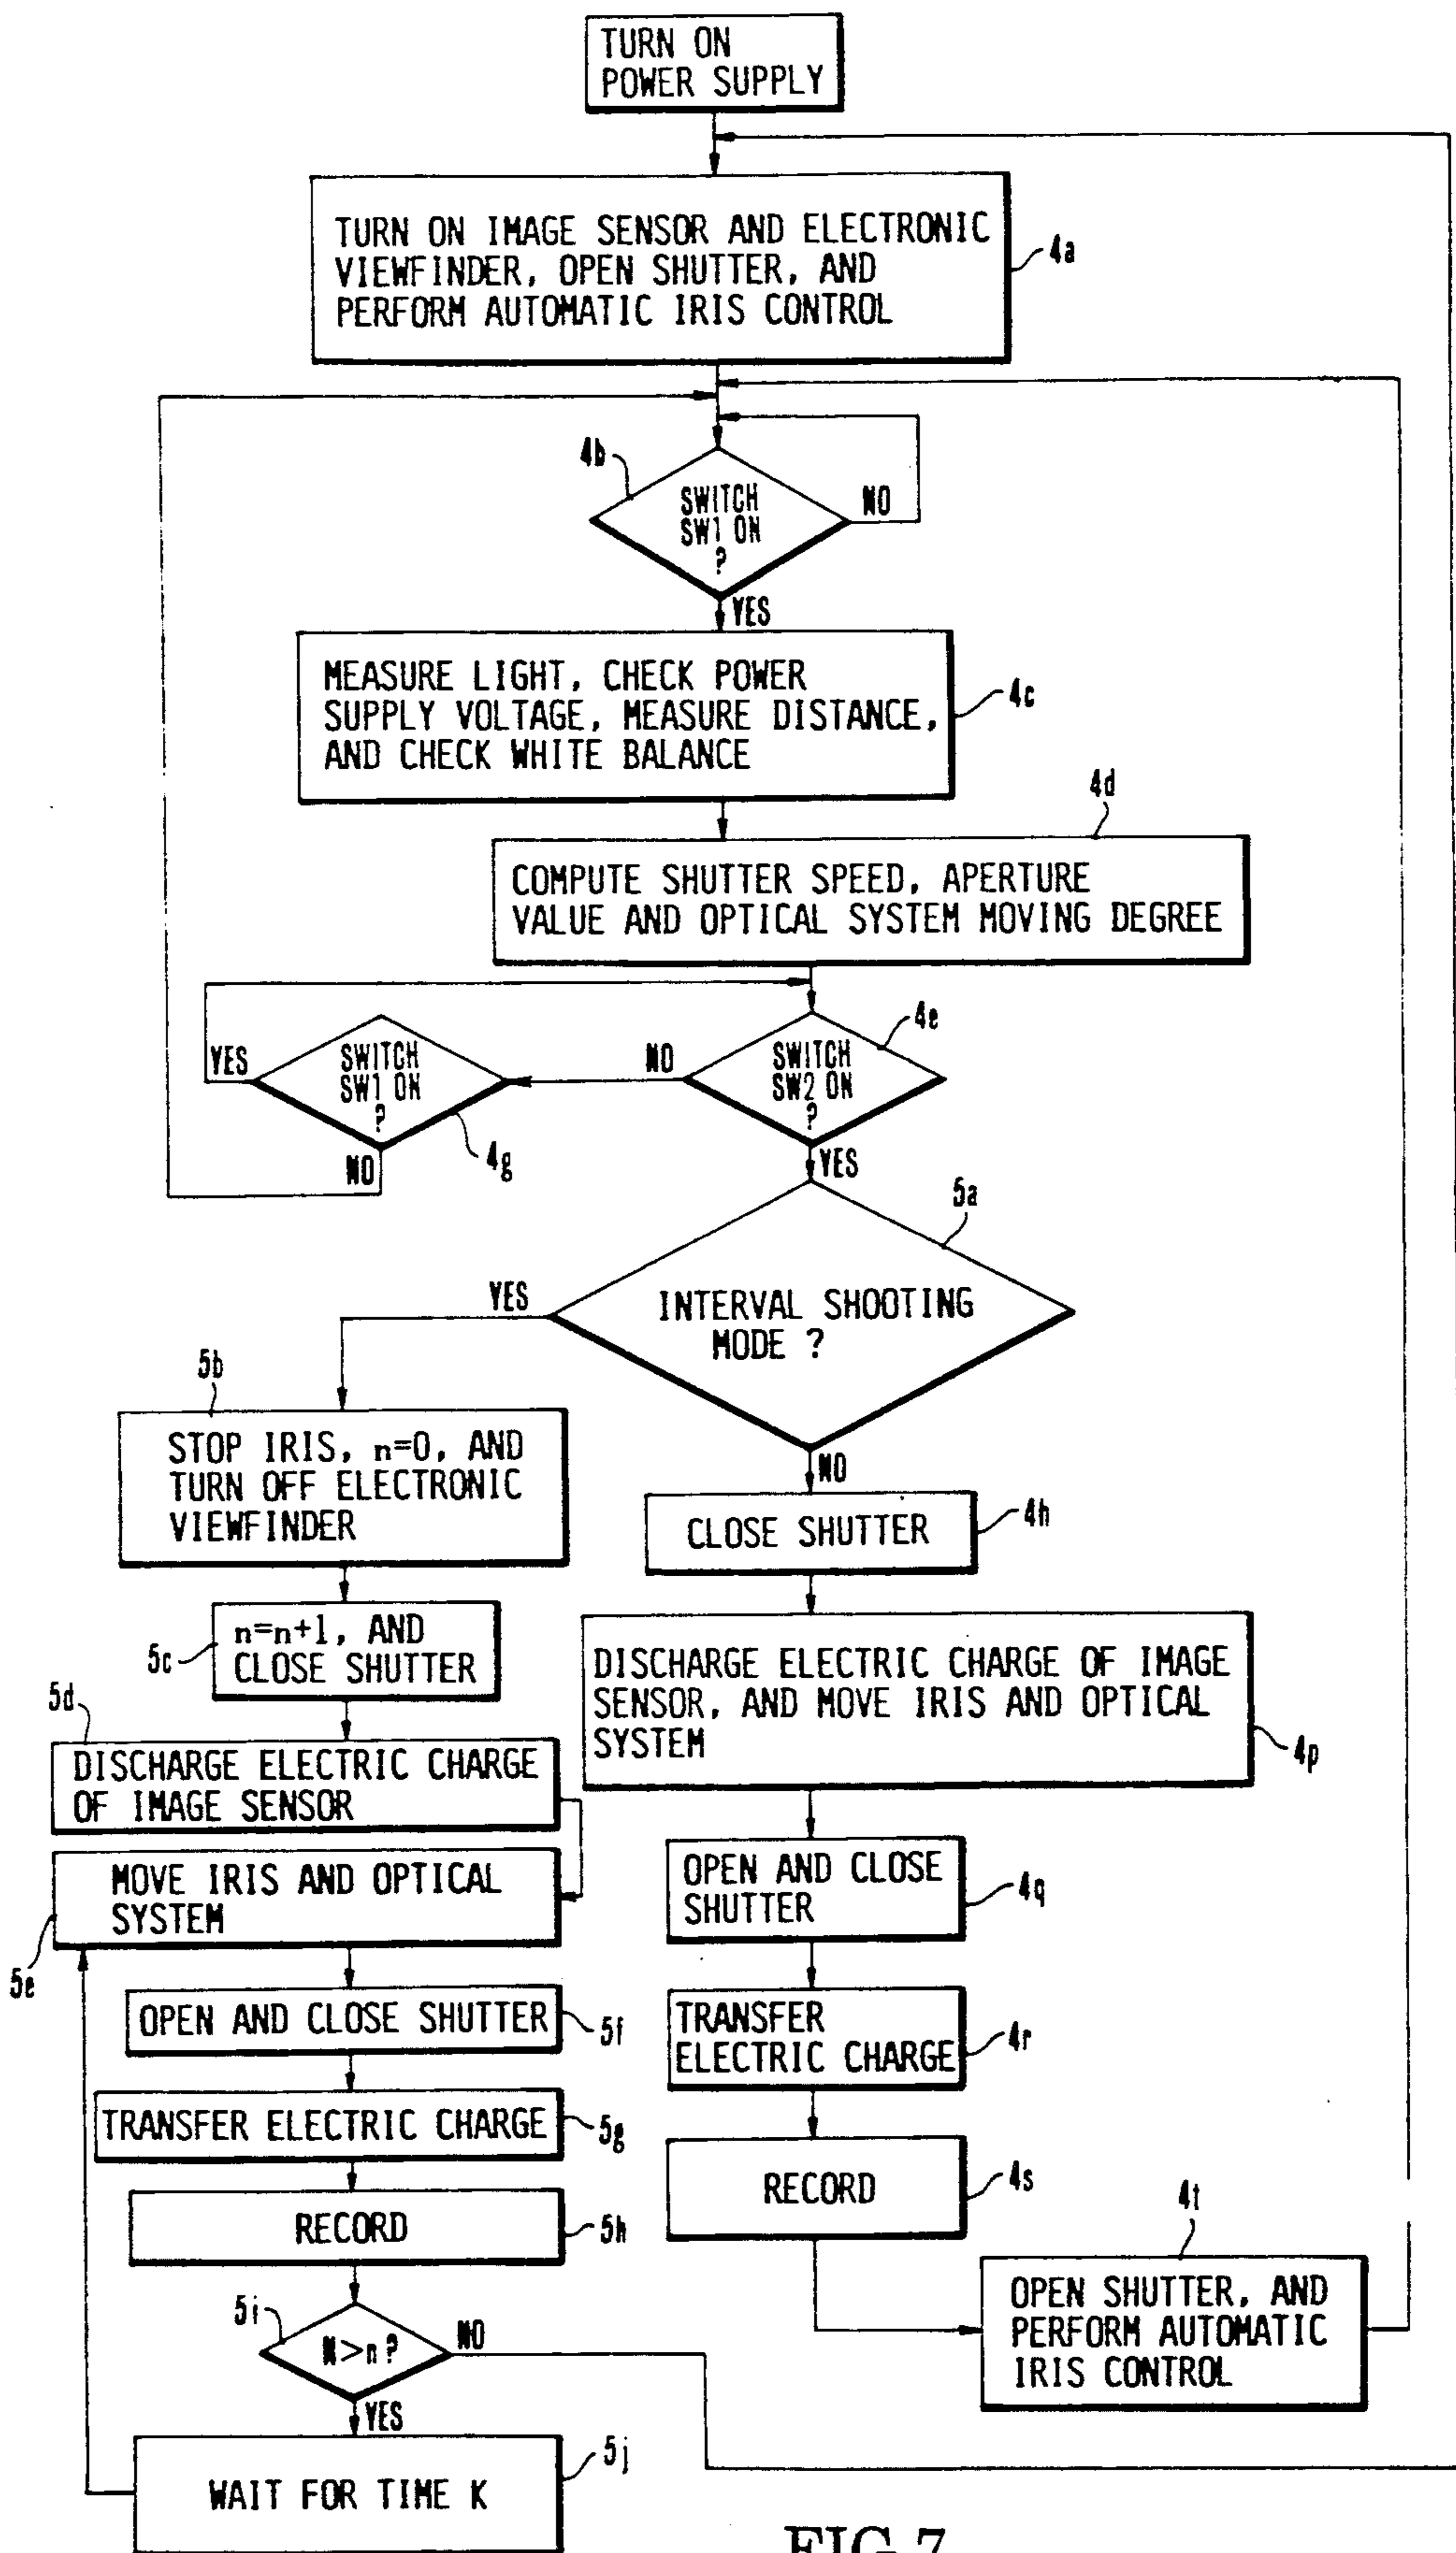 TURN ON
POWER SUPPLY
TURN ON IMAGE SENSOR AND ELECTRONIC
VIEWFINDER, OPEN SHUTTER, AND
PERFORM AUTOMATIC IRIS CONTROL
4a
4b
SWITCH
SW1 ON
?
NO
YES
MEASURE LIGHT, CHECK POWER
SUPPLY VOLTAGE, MEASURE DISTANCE,
AND CHECK WHITE BALANCE
4c
4d
COMPUTE SHUTTER SPEED, APERTURE
VALUE AND OPTICAL SYSTEM MOVING DEGREE
4e
YES
SWITCH
SW1 ON
?
NO
SWITCH
SW2 ON
?
4g
NO
YES
5a
YES
INTERVAL SHOOTING
MODE ?
5b
STOP IRIS, n=0, AND
TURN OFF ELECTRONIC
VIEWFINDER
NO
CLOSE SHUTTER
4h
5c
n=n+1, AND
CLOSE SHUTTER
DISCHARGE ELECTRIC CHARGE OF IMAGE
SENSOR, AND MOVE IRIS AND OPTICAL
SYSTEM
4p
5d
DISCHARGE ELECTRIC CHARGE
OF IMAGE SENSOR
MOVE IRIS AND OPTICAL
SYSTEM
5e
OPEN AND CLOSE
SHUTTER
4q
OPEN AND CLOSE SHUTTER
5f
TRANSFER
ELECTRIC CHARGE
4r
TRANSFER ELECTRIC CHARGE
5g
RECORD
4s
RECORD
5h
4t
OPEN SHUTTER, AND
PERFORM AUTOMATIC
IRIS CONTROL
5i
N>n?
NO
YES
WAIT FOR TIME K
5j
FIG.7